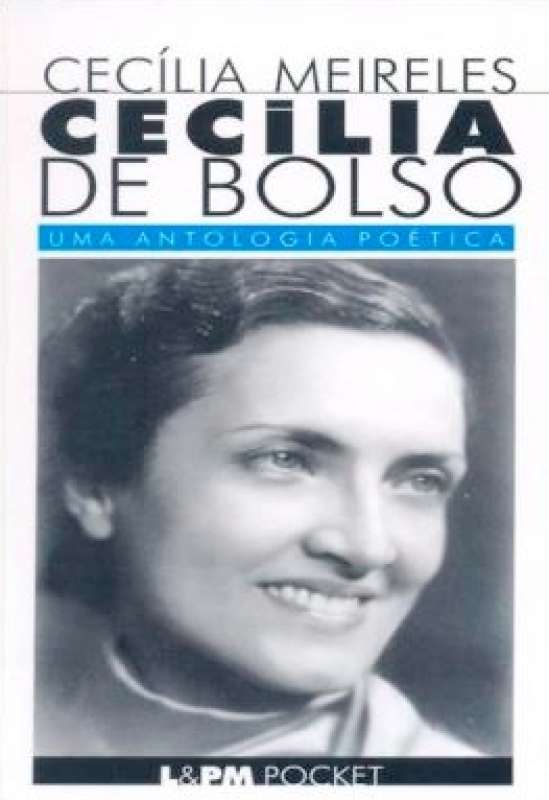 CECÍLIA MEIRELES
CECíLIA
DE BOLSO
UMA ANTOLOGIA POÉTICA
L&PM POCKET